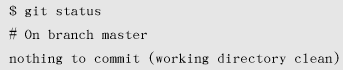 $ git status
# On branch master
nothing to commit (working directory clean)